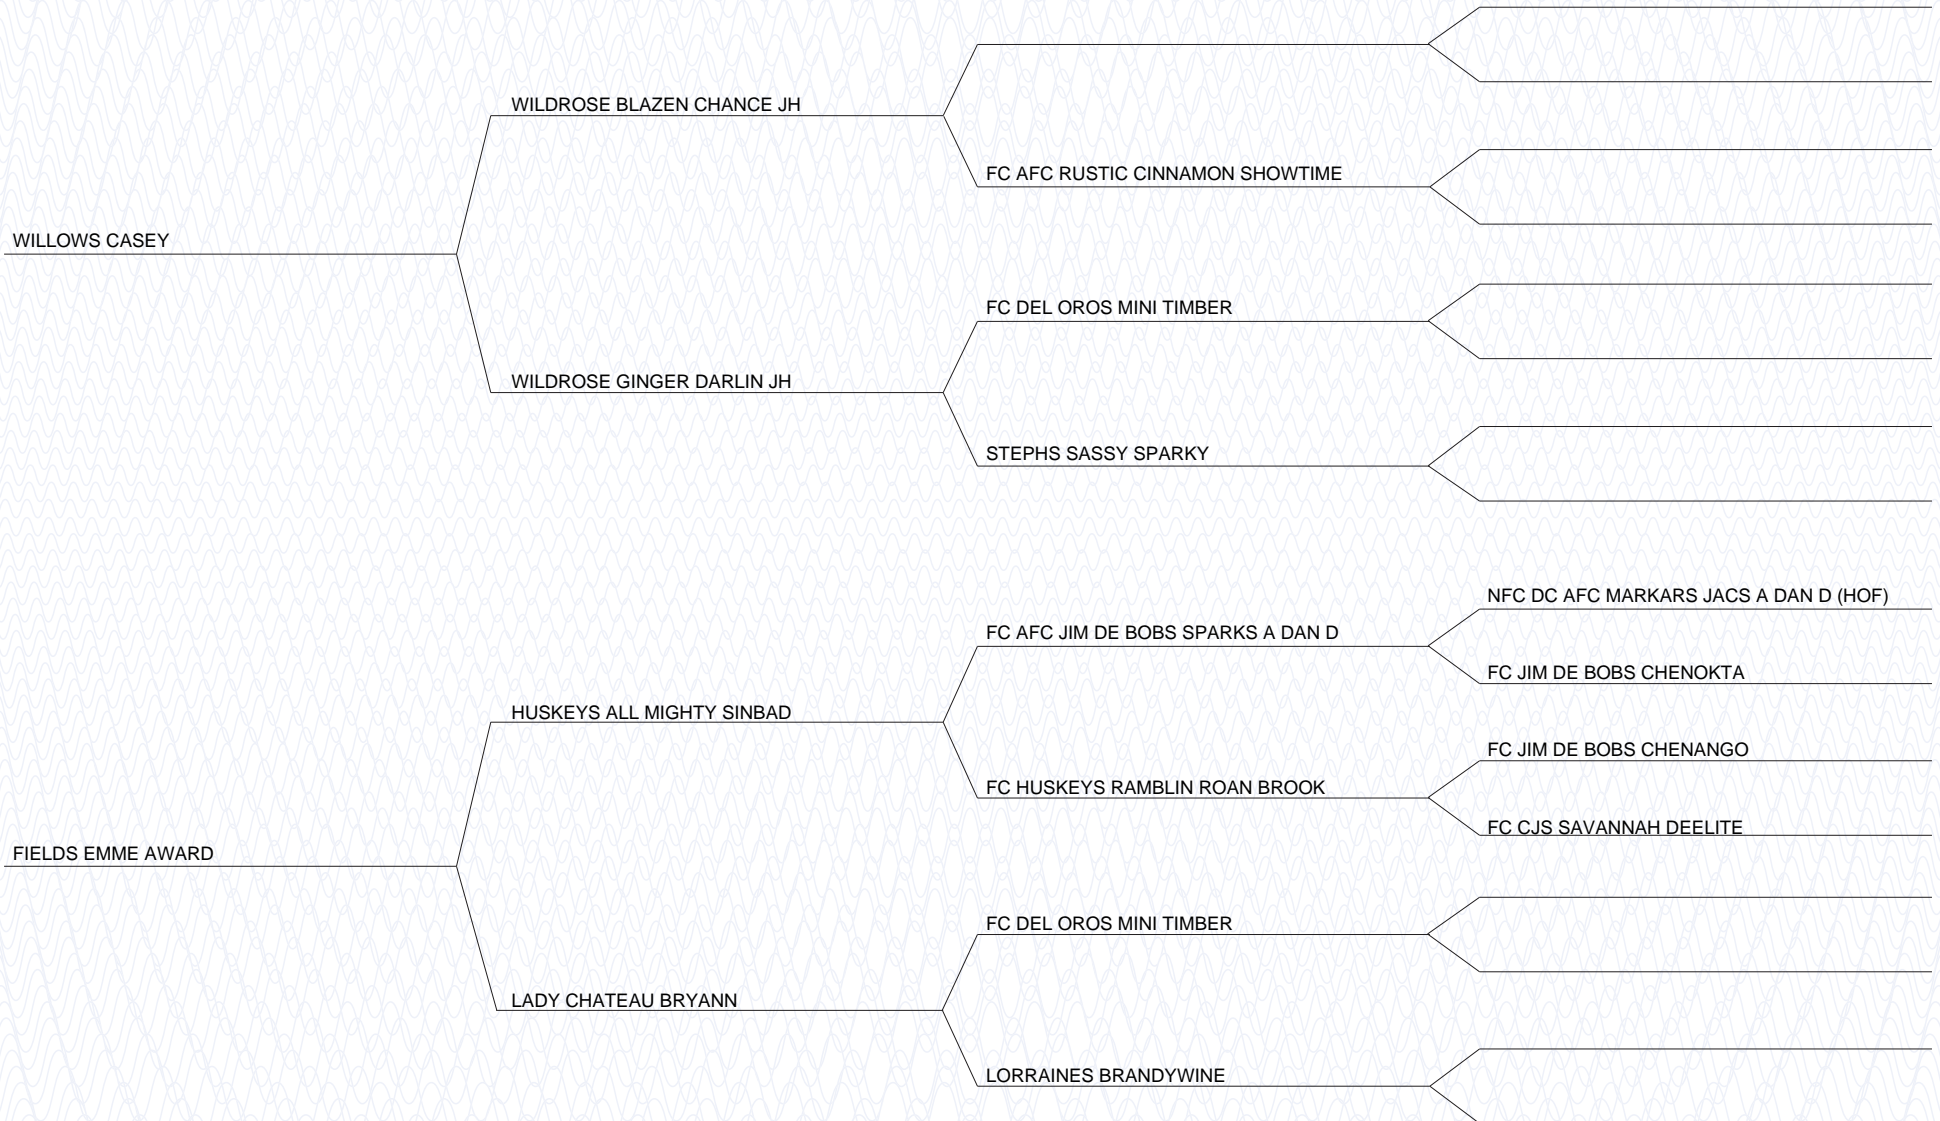 WILDROSE BLAZEN CHANCE JH
FC AFC RUSTIC CINNAMON SHOWTIME
WILLOWS CASEY
FC DEL OROS MINI TIMBER
WILDROSE GINGER DARLIN JH
STEPHS SASSY SPARKY
NFC DC AFC MARKARS JACS A DAN D (HOF)
FC AFC JIM DE BOBS SPARKS A DAN D
FC JIM DE BOBS CHENOKTA
HUSKEYS ALL MIGHTY SINBAD
FC JIM DE BOBS CHENANGO
FC HUSKEYS RAMBLIN ROAN BROOK
FC CJS SAVANNAH DEELITE
FIELDS EMME AWARD
FC DEL OROS MINI TIMBER
LADY CHATEAU BRYANN
LORRAINES BRANDYWINE